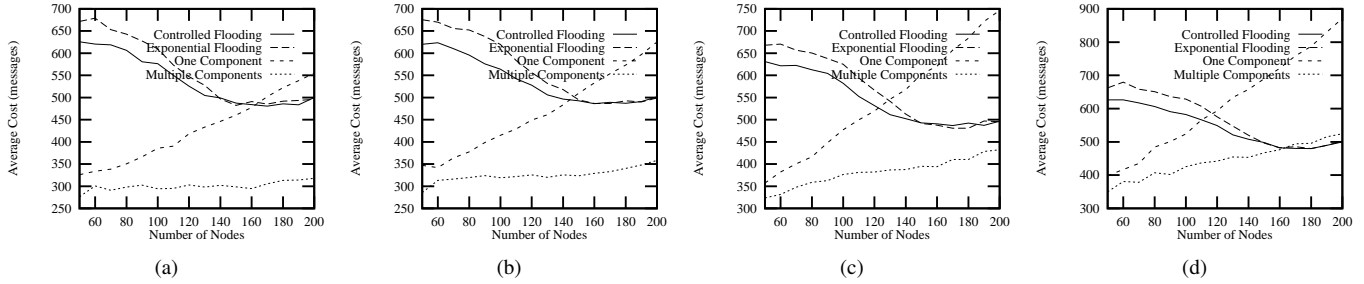 750
700
650
600
550
500
450
400
350
300
250
60 80 100 120 140 160 180 200
Average Cost (messages)
Number of Nodes
Controlled Flooding
Exponential Flooding
One Component
Multiple Components
(a)
750
700
650
600
550
500
450
400
350
300
250
60 80 100 120 140 160 180 200
Average Cost (messages)
Number of Nodes
Controlled Flooding
Exponential Flooding
One Component
Multiple Components
(b)
750
700
650
600
550
500
450
400
350
300
60 80 100 120 140 160 180 200
Average Cost (messages)
Number of Nodes
Controlled Flooding
Exponential Flooding
One Component
Multiple Components
(c)
900
800
700
600
500
400
300
60 80 100 120 140 160 180 200
Average Cost (messages)
Number of Nodes
Controlled Flooding
Exponential Flooding
One Component
Multiple Components
(d)